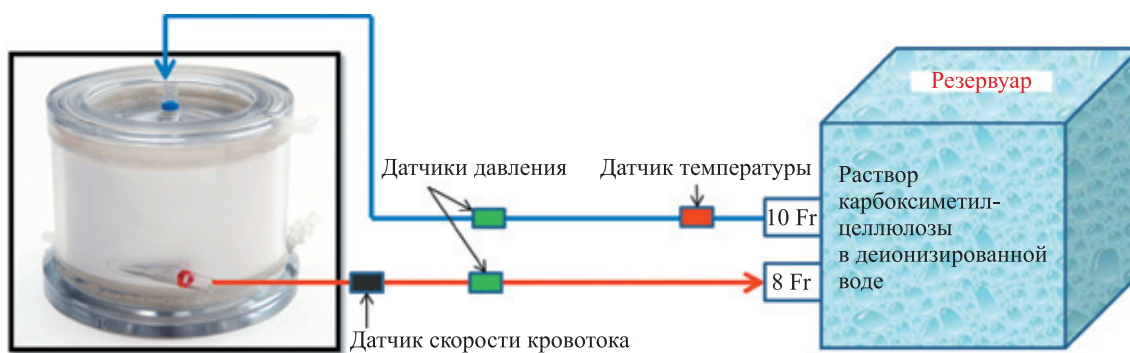 Резервуар
Датчики давления
Датчик температуры
10 Fr
8 Fr
Раствор
карбоксиметил-
целлюлозы
в деионизированной
воде
Датчик скорости кровотока